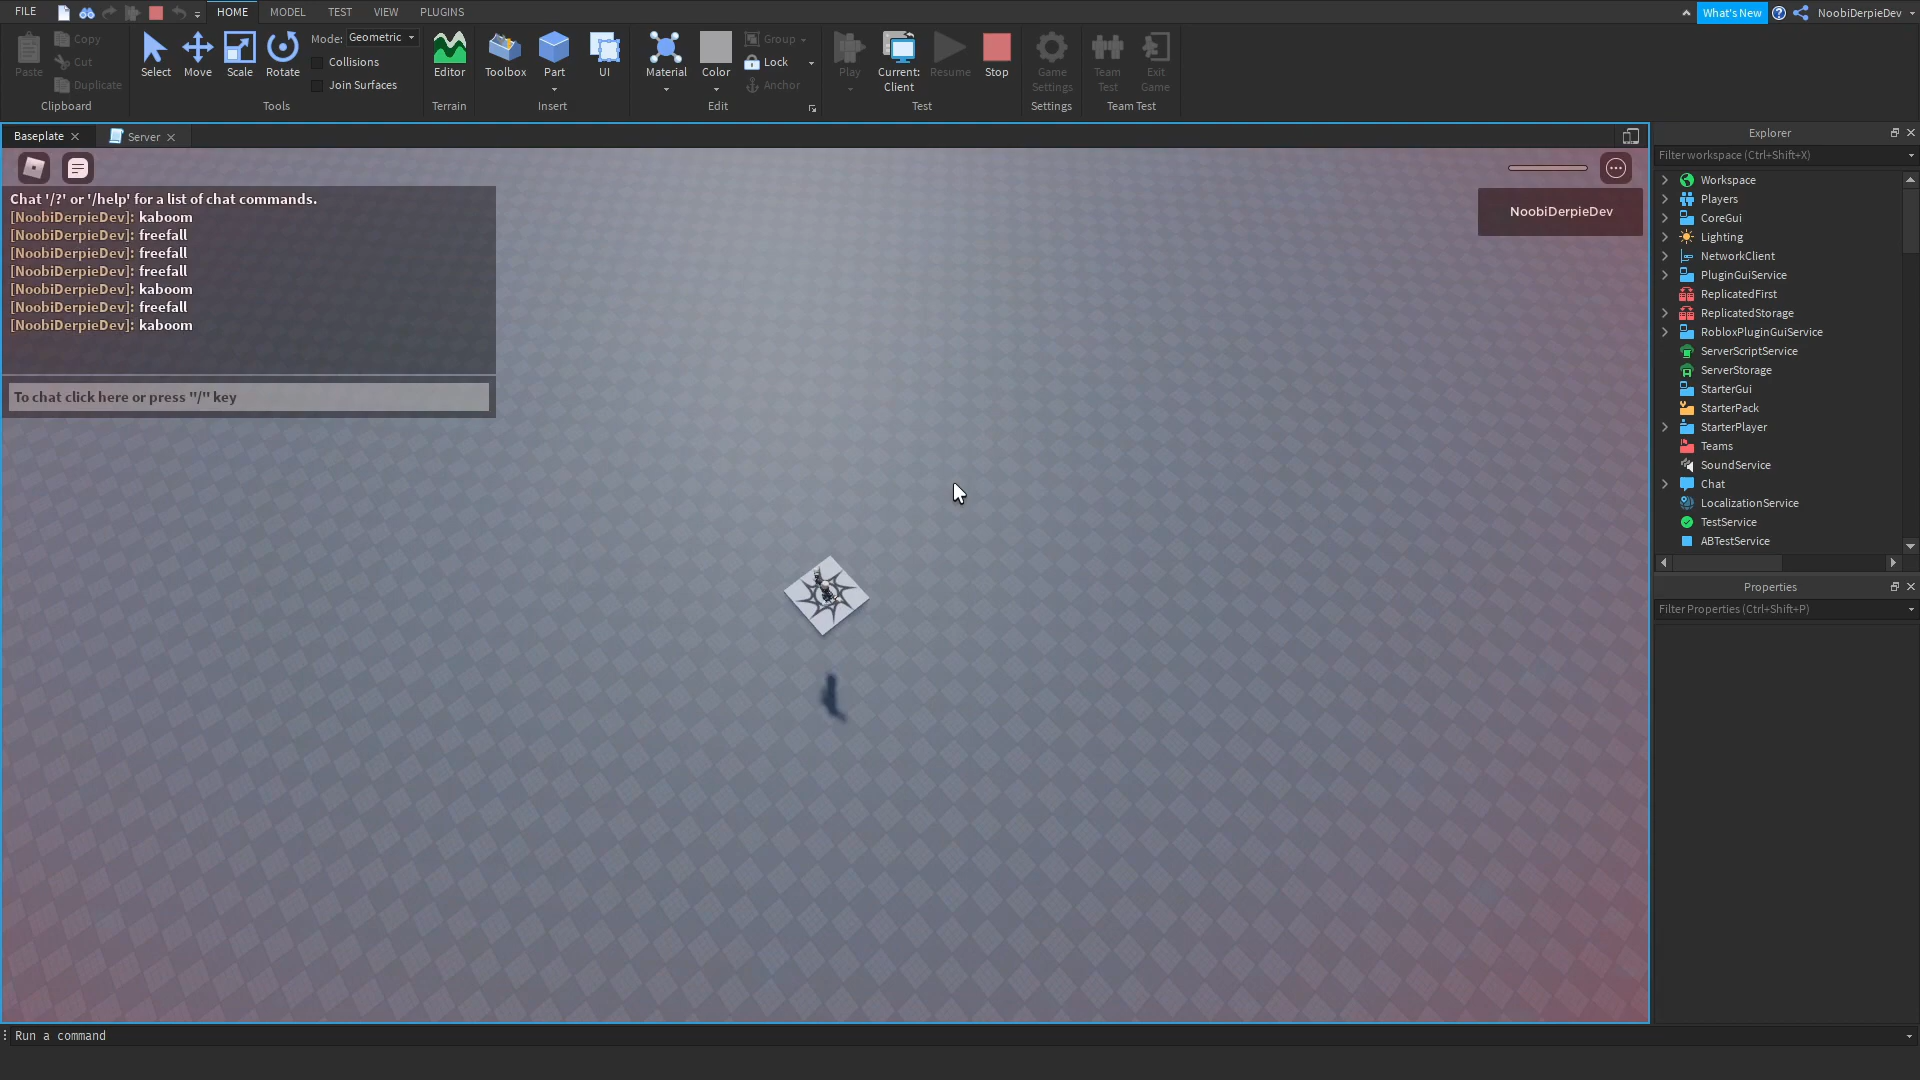 FILE
HOME
MODEL
TEST
VIEW
PLUGINS
What's New
NoobiDerpieDev
Paste
Copy
Cut
Duplicate
Clipboard
Select
Move
Scale
Rotate
Mode: Geometric
Collisions
Join Surfaces
Tools
Editor
Terrain
Toolbox
Part
UI
Insert
Material
Color
Group
Lock
Anchor
Edit
Play
Current:
Client
Resume
Stop
Test
Game
Settings
Settings
Team
Test
Exit
Game
Team Test
Baseplate
Server
Chat '/?' or '/help' for a list of chat commands.
[NoobiDerpieDev]: kaboom
[NoobiDerpieDev]: freefall
[NoobiDerpieDev]: freefall
[NoobiDerpieDev]: freefall
[NoobiDerpieDev]: kaboom
[NoobiDerpieDev]: freefall
[NoobiDerpieDev]: kaboom
To chat click here or press "/" key
NoobiDerpieDev
Explorer
Filter workspace (Ctrl+Shift+X)
Workspace
Players
CoreGui
Lighting
NetworkClient
PluginGuiService
ReplicatedFirst
ReplicatedStorage
RobloxPluginGuiService
ServerScriptService
ServerStorage
StarterGui
StarterPack
StarterPlayer
Teams
SoundService
Chat
LocalizationService
TestService
ABTestService
Properties
Filter Properties (Ctrl+Shift+P)
Run a command